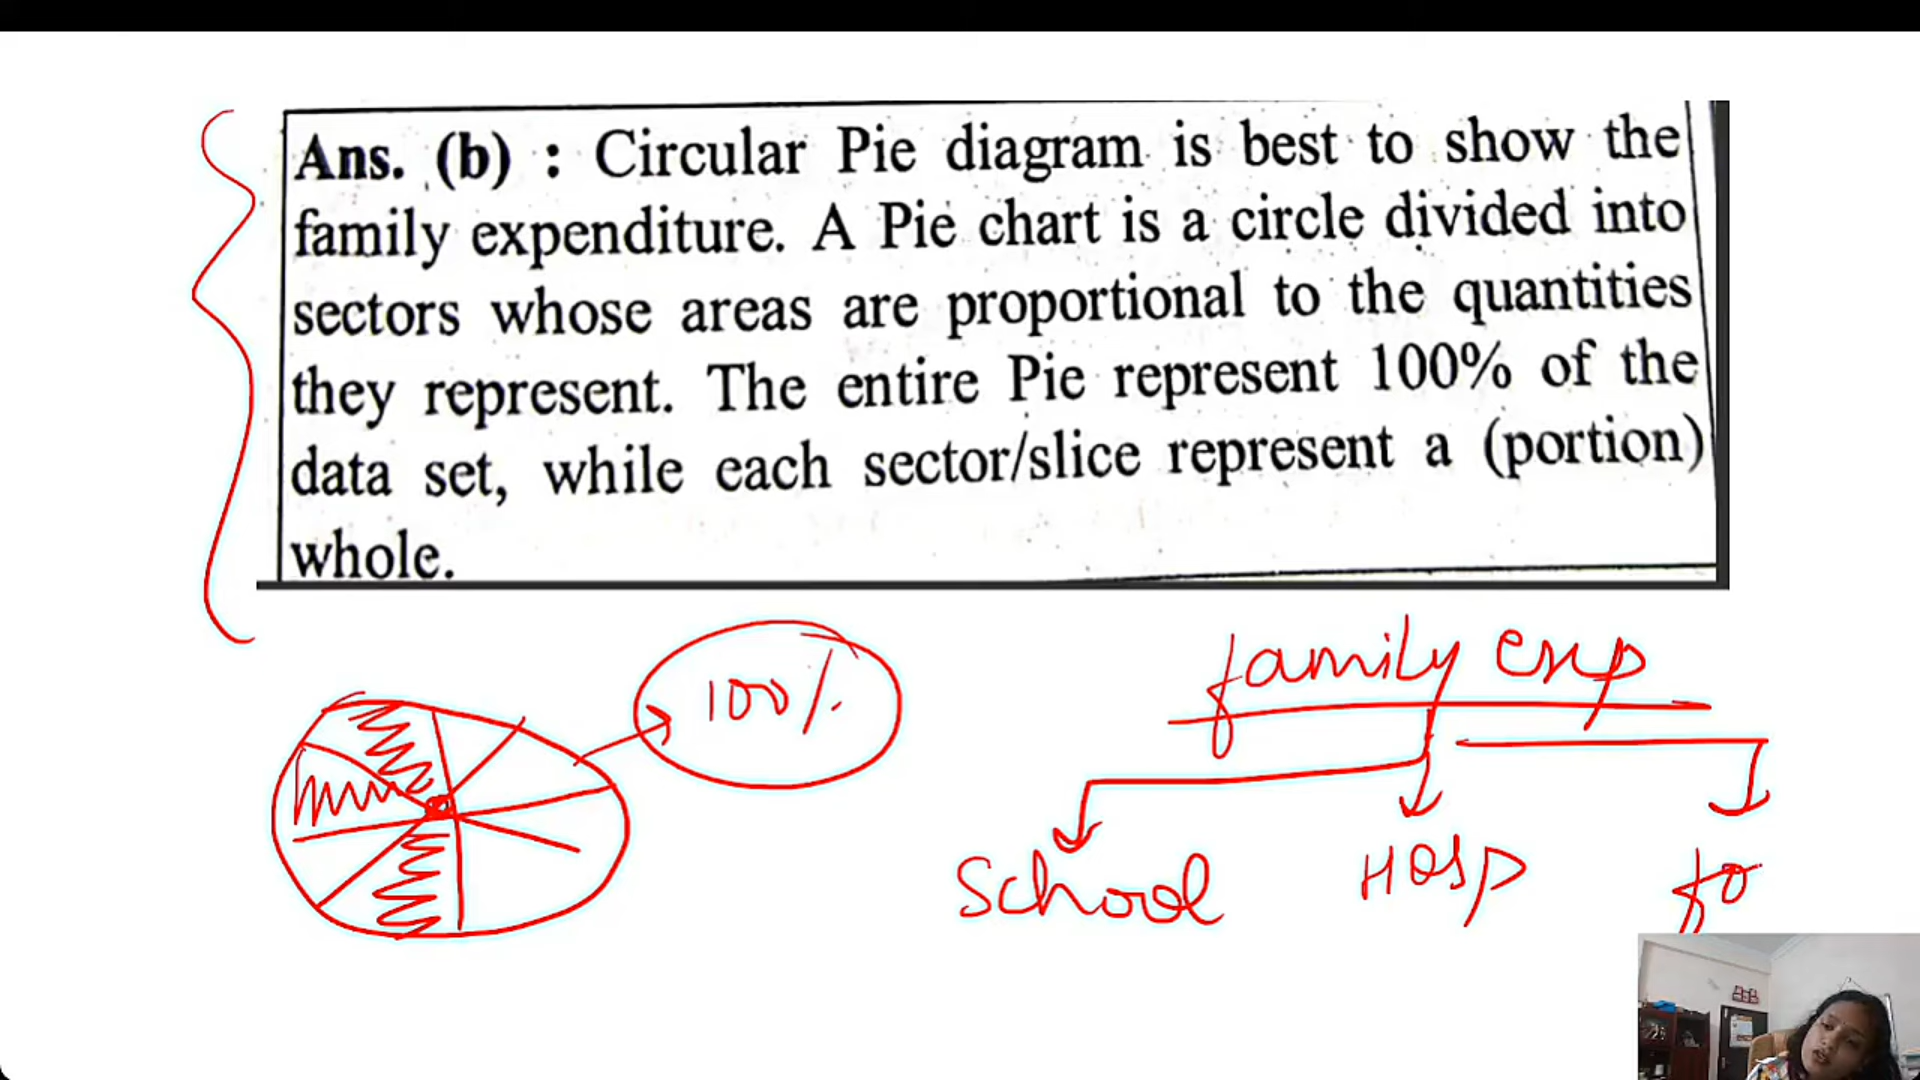 Ans. (b) : Circular Pie diagram is best to show the
family expenditure. A Pie chart is a circle divided into
sectors whose areas are proportional to the quantities
they represent. The entire Pie represent 100% of the
data set, while each sector/slice represent a (portion)
whole.
100%
family exp
School
Hosp
fo